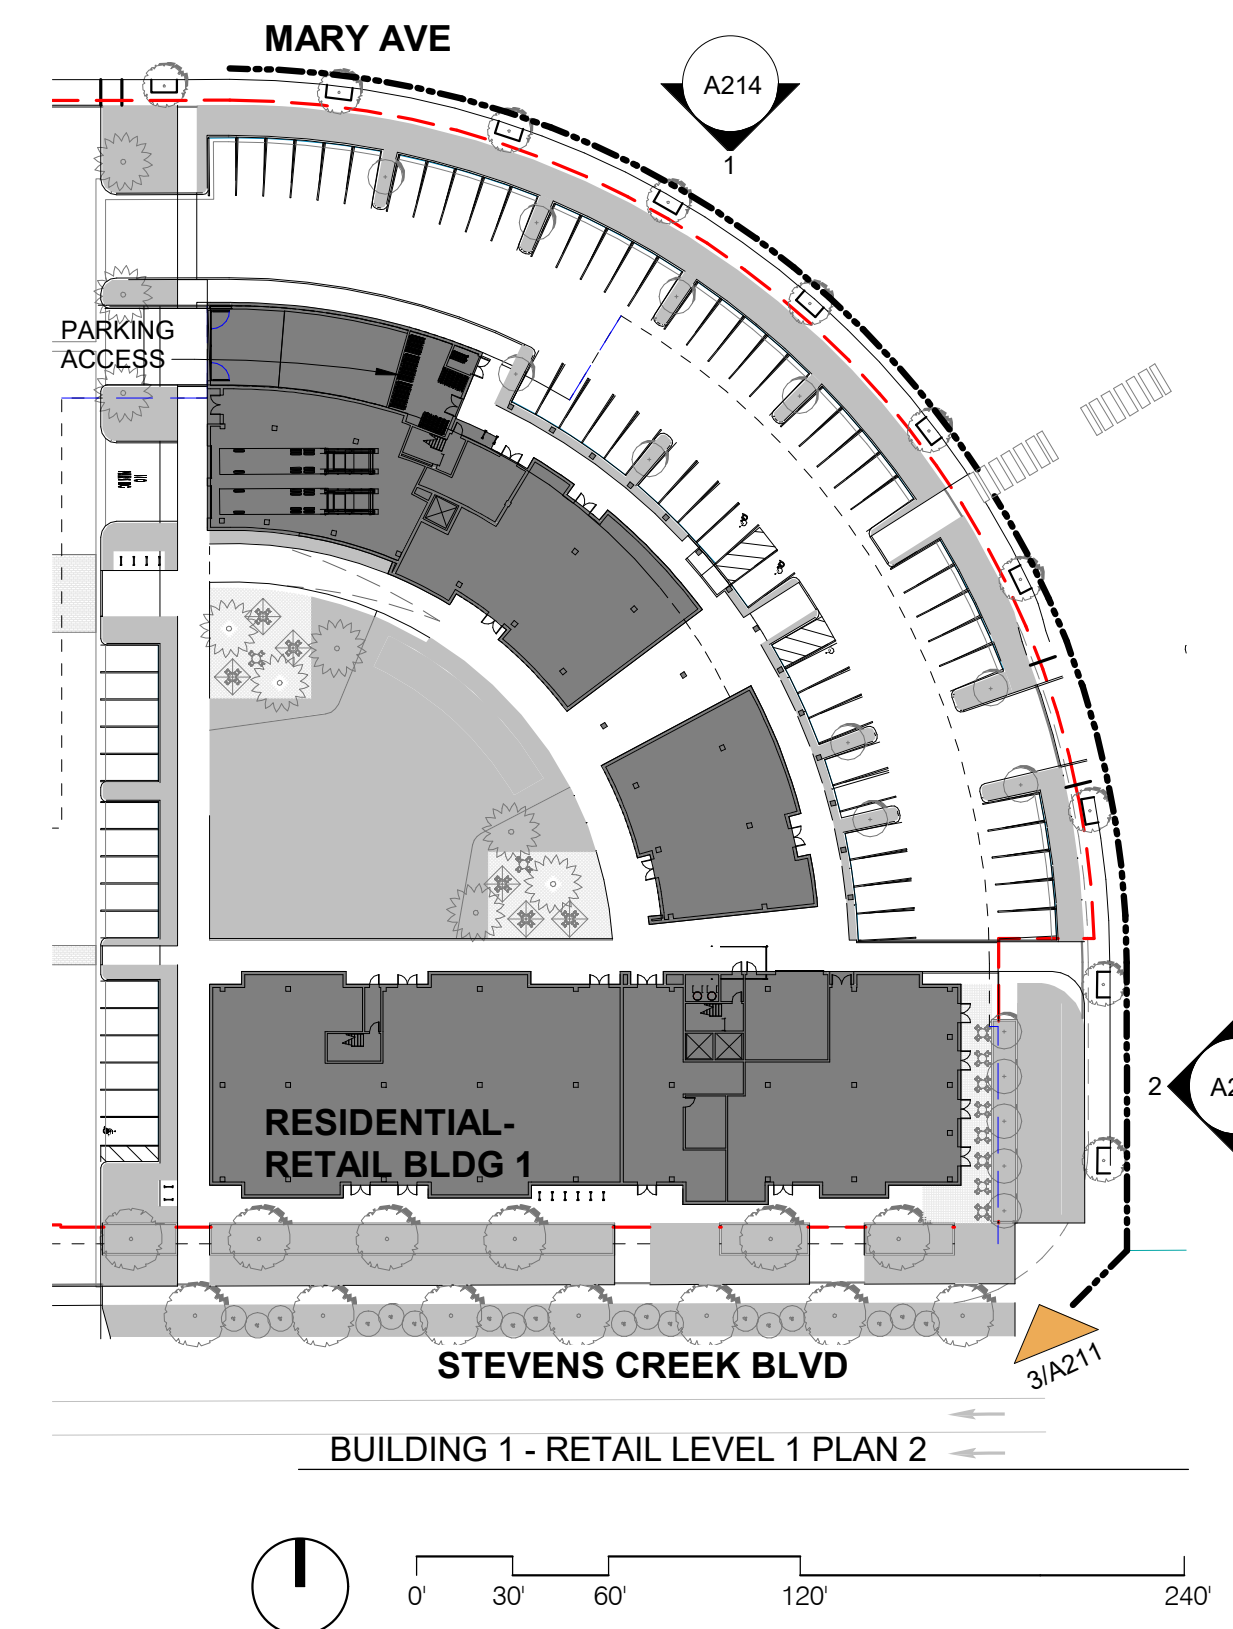 MARY AVE
A214
1
PARKING
ACCESS
2
RESIDENTIAL-
RETAIL BLDG 1
3/A211
STEVENS CREEK BLVD
BUILDING 1 - RETAIL LEVEL 1 PLAN 2
0' 30' 60' 120' 240'